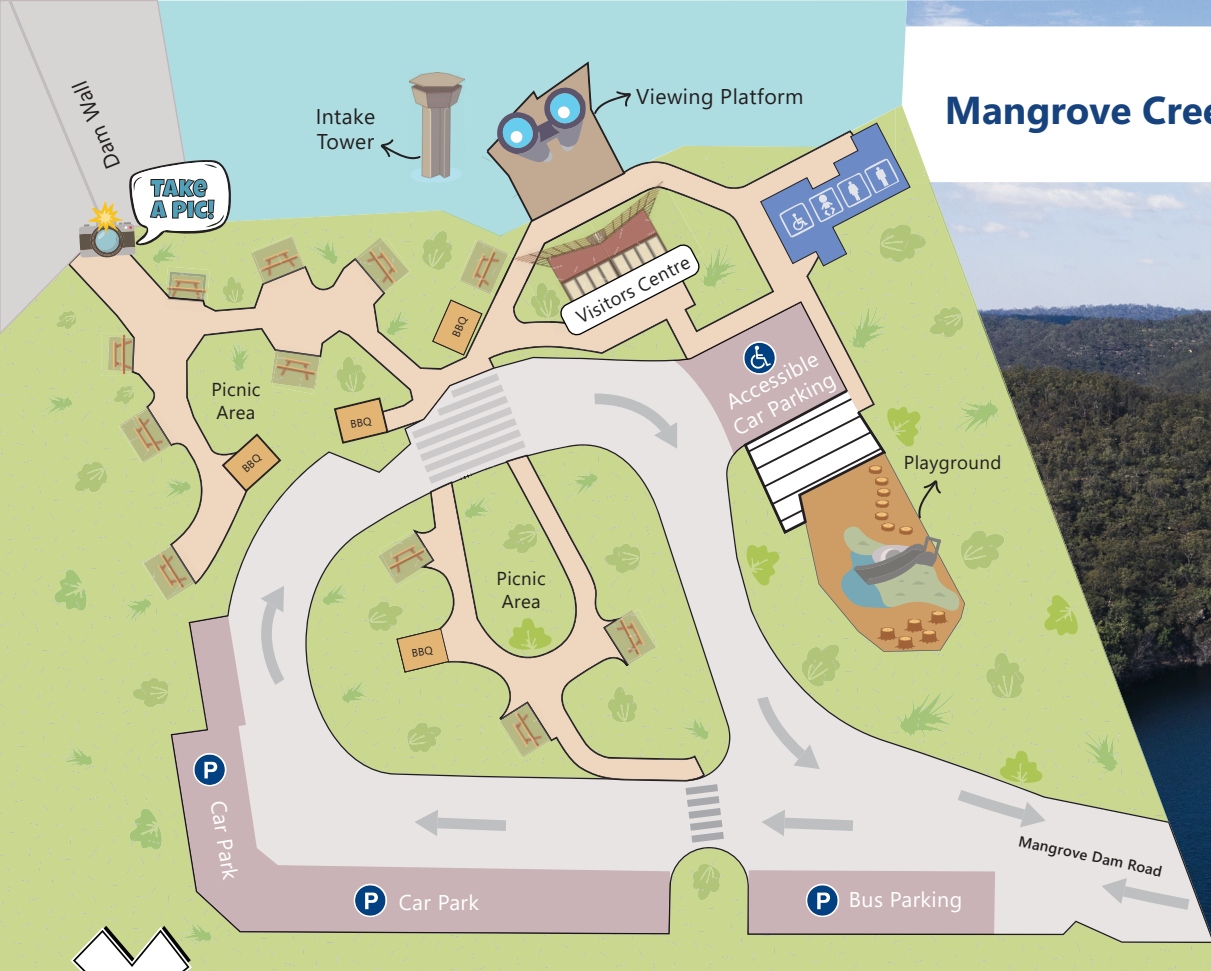 Mangrove Cree
Dam Wall
TAKE
A PIC!
Intake
Tower
Viewing Platform
Visitors Centre
BBQ
Picnic
Area
BBQ
BBQ
Accessible
Car Parking
Playground
Picnic
Area
BBQ
P
Car Park
P Car Park
P Bus Parking
Mangrove Dam Road